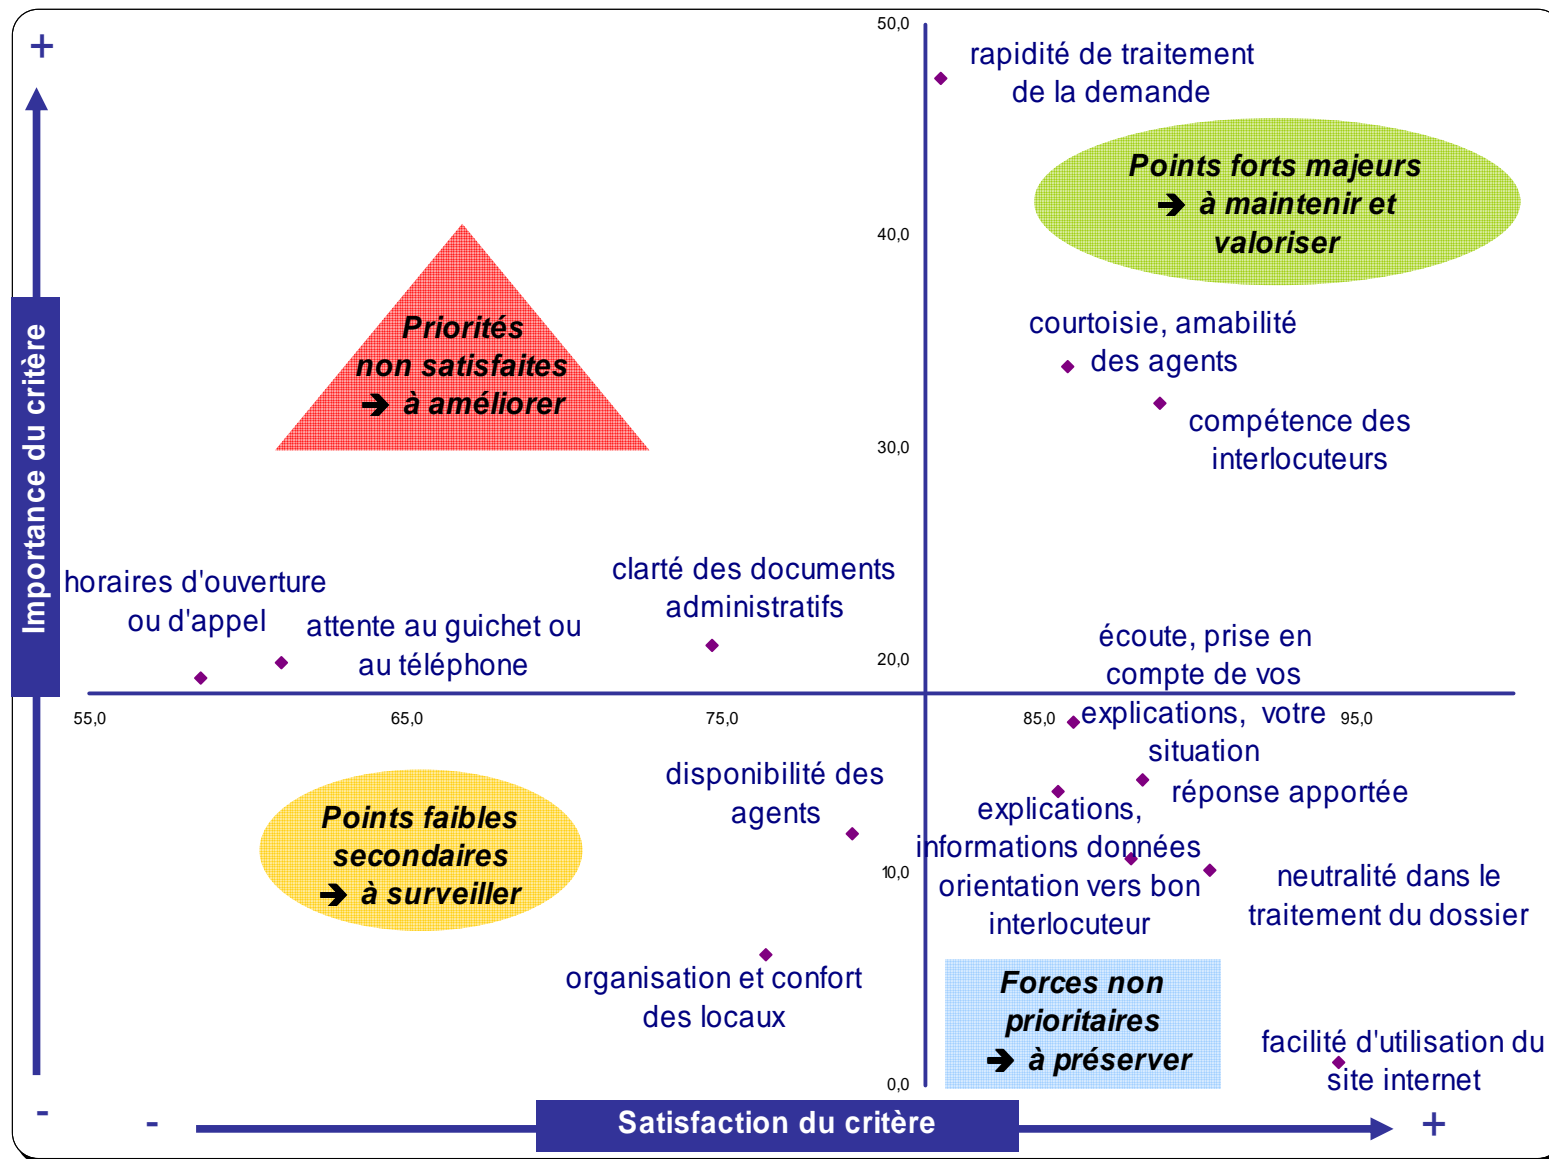 50,0
+
rapidité de traitement
de la demande
Points forts majeurs
➔ à maintenir et
valoriser
40,0
Priorités
non satisfaites
➔ à améliorer
courtoisie, amabilité
des agents
compétence des
interlocuteurs
30,0
Importance du critère
horaires d'ouverture
ou d'appel
attente au guichet ou
au téléphone
clarté des documents
administratifs
20,0
écoute, prise en
compte de vos
explications, votre
situation
55,0
65,0
75,0
85,0
95,0
disponibilité des
agents
réponse apportée
explications,
informations données
Points faibles
secondaires
➔ à surveiller
10,0
orientation vers bon
interlocuteur
neutralité dans le
traitement du dossier
organisation et confort
des locaux
Forces non
prioritaires
➔ à préserver
facilité d'utilisation du
site internet
0,0
-
-
Satisfaction du critère
+